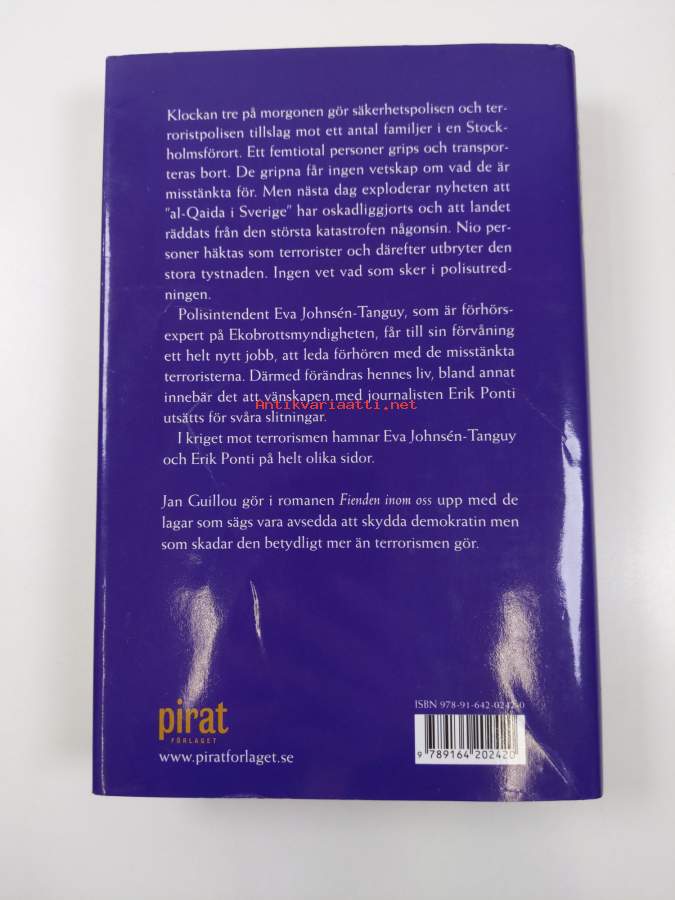 Klockan tre på morgonen gör säkerhetspolisen och ter-
roristpolisen tillslag mot ett antal familjer i en Stock-
holmsförort. Ett femtiotal personer grips och transpor-
teras bort. De gripna får ingen vetskap om vad de är
misstänkta för. Men nästa dag exploderar nyheten att
"al-Qaida i Sverige" har oskadliggjorts och att landet
räddats från den största katastrofen någonsin. Nio per-
soner häktas som terrorister och därefter utbryter den
stora tystnaden. Ingen vet vad som sker i polisutred-
ningen.
Polisintendent Eva Johnsén-Tanguy, som är förhörs-
expert på Ekobrottsmyndigheten, får till sin förvåning
ett helt nytt jobb, att leda förhören med de misstänkta
terroristerna. Därmed förändras hennes liv, bland annat
innebär det att vänskapen med journalisten Erik Ponti
Antikvariaatti.net
utsätts för svåra slitningar.
I kriget mot terrorismen hamnar Eva Johnsén-Tanguy
och Erik Ponti på helt olika sidor.
Jan Guillou gör i romanen Fienden inom oss upp med de
lagar som sägs vara avsedda att skydda demokratin men
som skadar den betydligt mer än terrorismen gör.
pirat
FÖRLAGET
www.piratforlaget.se
ISBN 978-91-642-0242-0
9 789164 202420